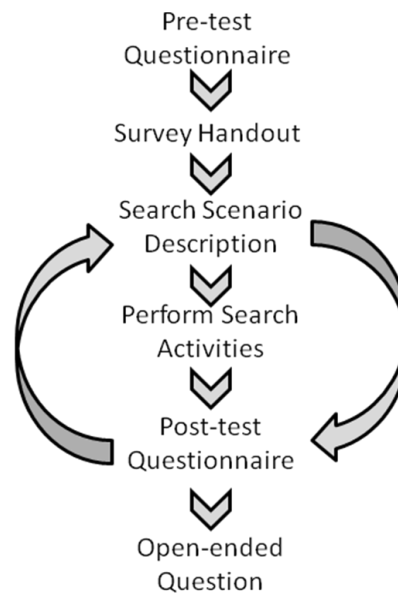 Pre-test
Questionnaire
Survey Handout
Search Scenario
Description
Perform Search
Activities
Post-test
Questionnaire
Open-ended
Question